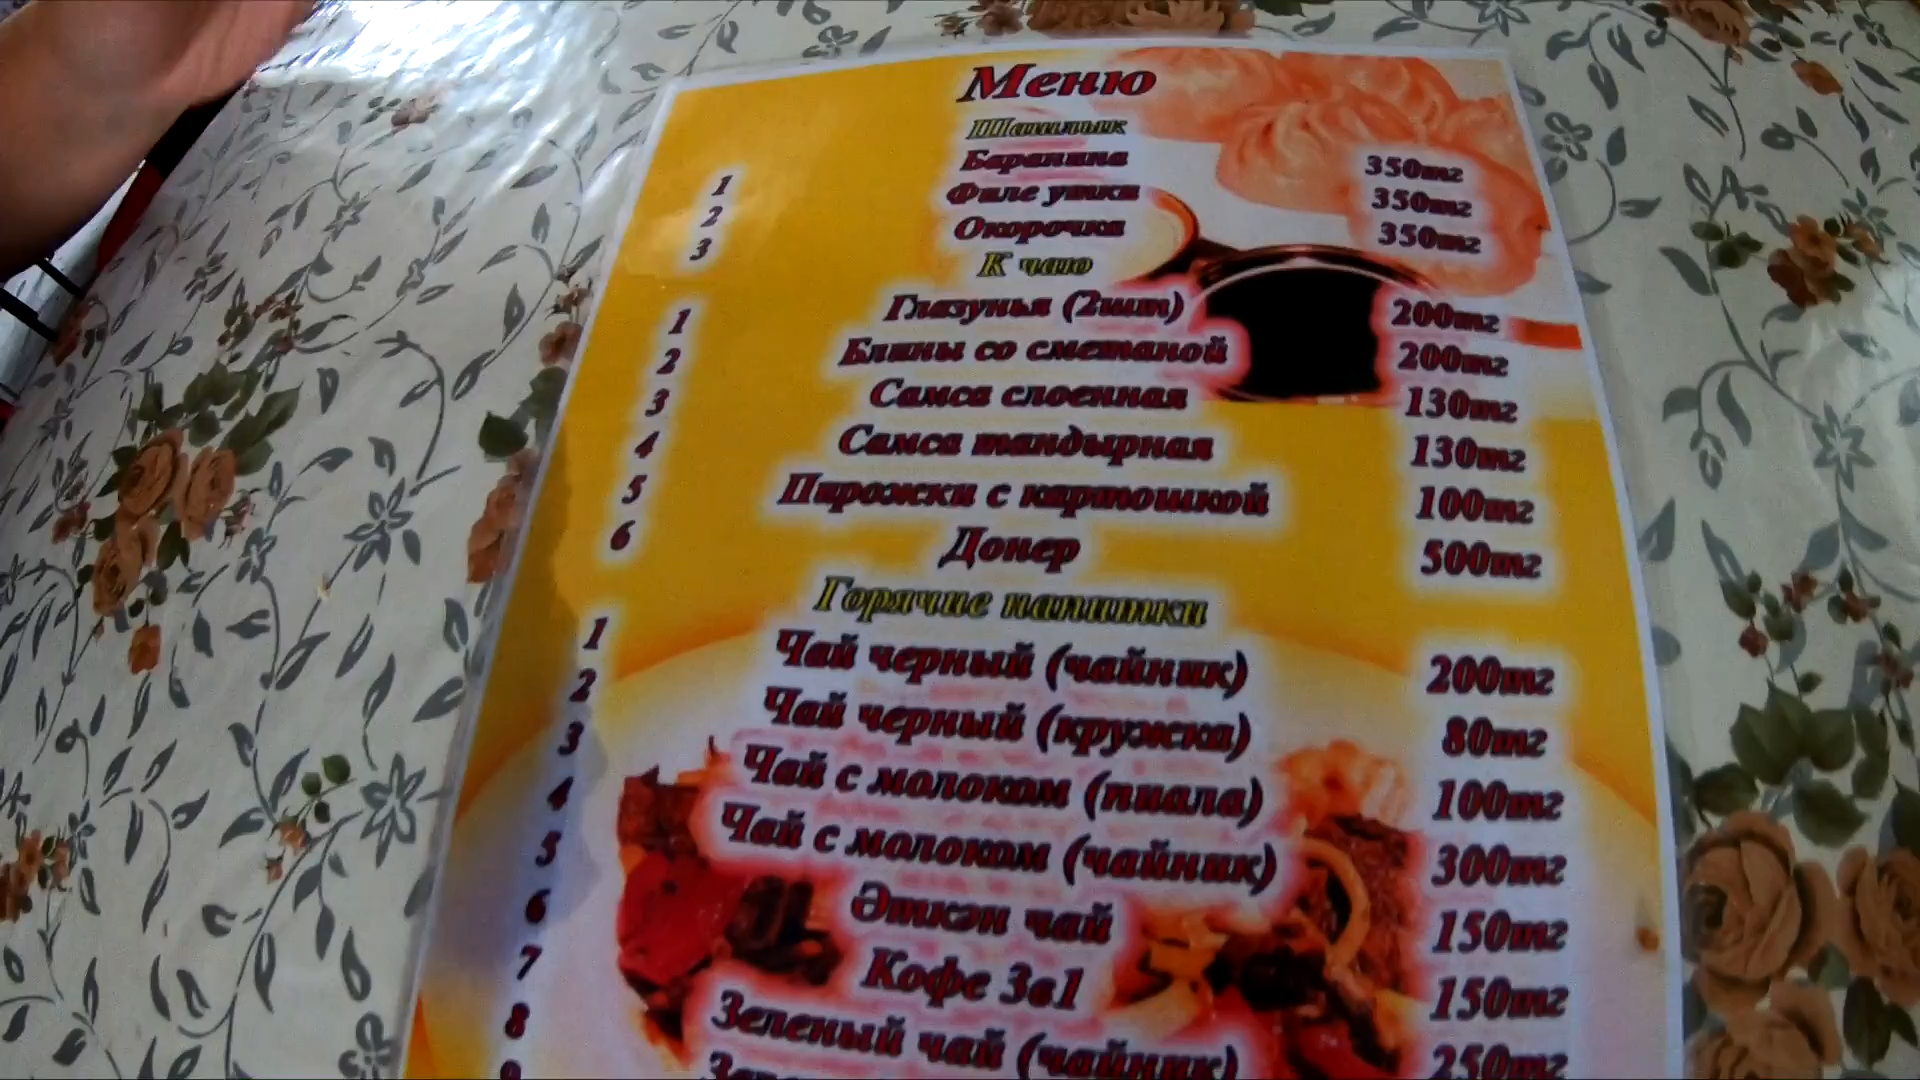 Меню
Шашлык
1 Баранина 350тг
2 Филе утки 350тг
3 Окорочка 350тг
К чаю
1 Глазунья (2шт) 200тг
2 Блины со сметаной 200тг
3 Самса слоенная 130тг
4 Самса тандырная 130тг
5 Пирожки с картошкой 100тг
6 Донер 500тг
Горячие напитки
1 Чай черный (чайник) 200тг
2 Чай черный (кружка) 80тг
3 Чай с молоком (пиала) 100тг
4 Чай с молоком (чайник) 300тг
5 Әткән чай 150тг
6 Кофе 3в1 150тг
7 Зеленый чай (чайник) 250тг
8